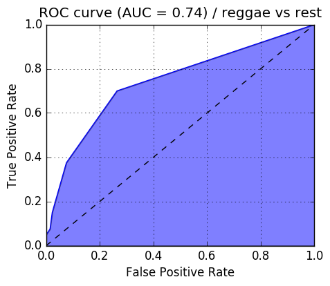 ROC curve (AUC = 0.74) / reggae vs rest
1.0
0.8
0.6
0.4
0.2
0.0
True Positive Rate
0.0 0.2 0.4 0.6 0.8 1.0
False Positive Rate